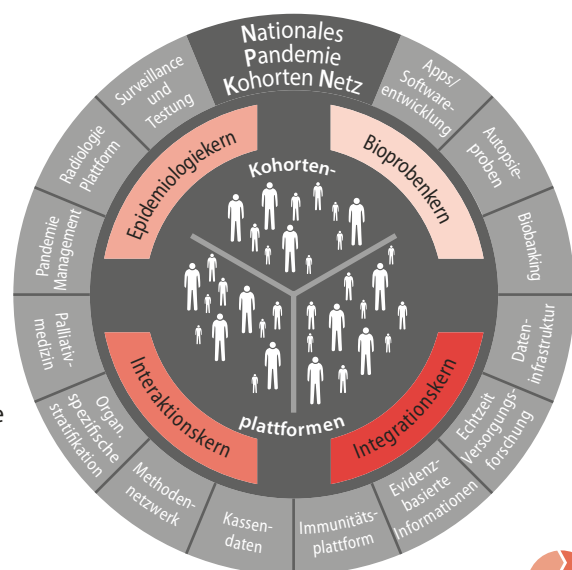 Nationales
Pandemie
Kohorten Netz
Apps/
Software-
entwicklung
Autopsie-
proben
Biobanking
Daten-
infrastruktur
Echtzeit
Versorgungs-
forschung
Evidenz-
basierte
Informationen
Immunitäts-
plattform
Kassen-
daten
Methoden-
netzwerk
Organ.
spezifische
stratifikation
Palliativ-
medizin
Pandemie
Management
Radiologie
Plattform
Surveillance
und
Testung
Epidemiologiekern
Bioprobenkern
Integrationskern
Interaktionskern
Kohorten-
plattformen
e